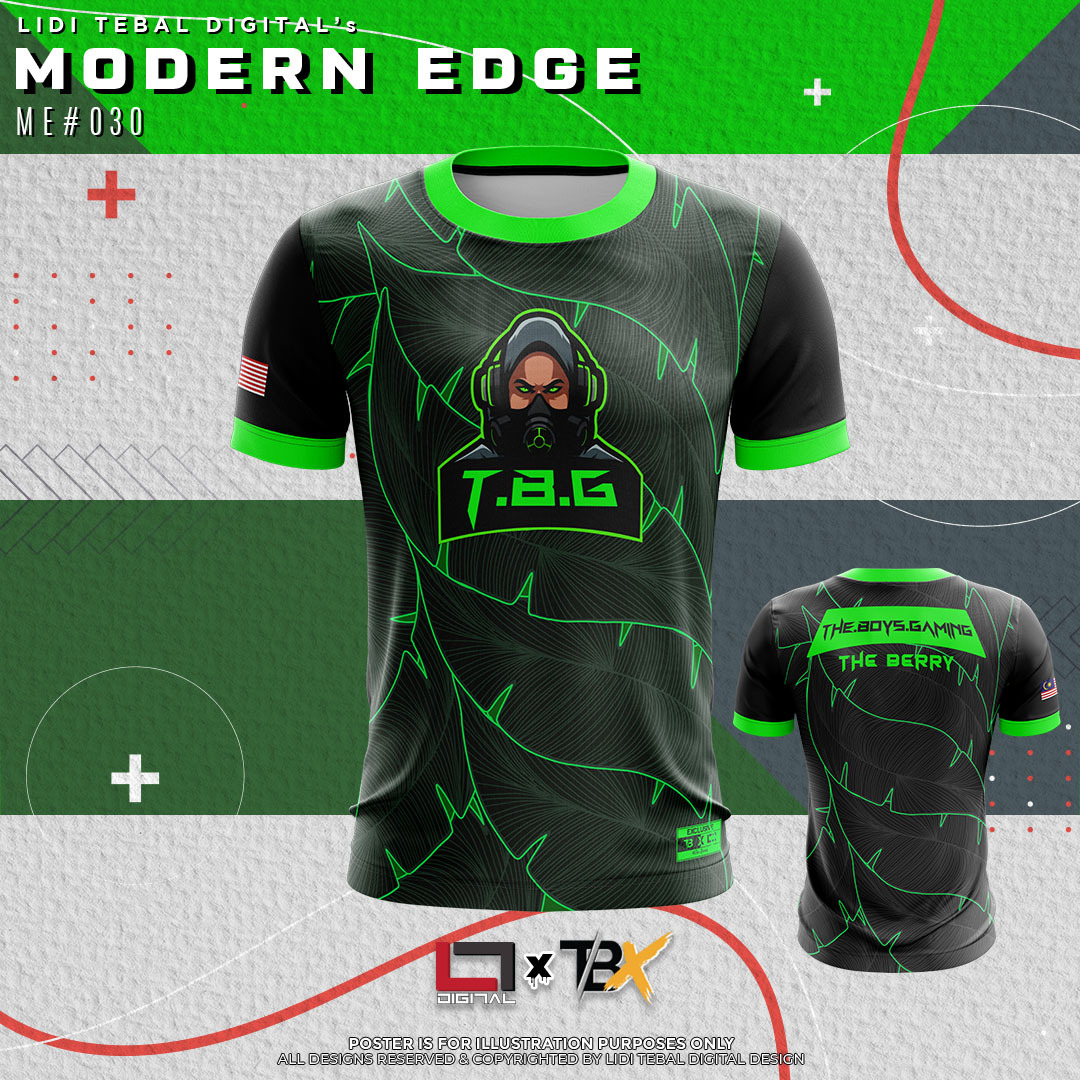 LIDI TEBAL DIGITAL's
MODERN EDGE
ME#030
T.B.G
THE.BOYS.GAMING
THE BERRY
DIGITAL
x
TBX
POSTER IS FOR ILLUSTRATION PURPOSES ONLY
ALL DESIGNS RESERVED & COPYRIGHTED BY LIDI TEBAL DIGITAL DESIGN